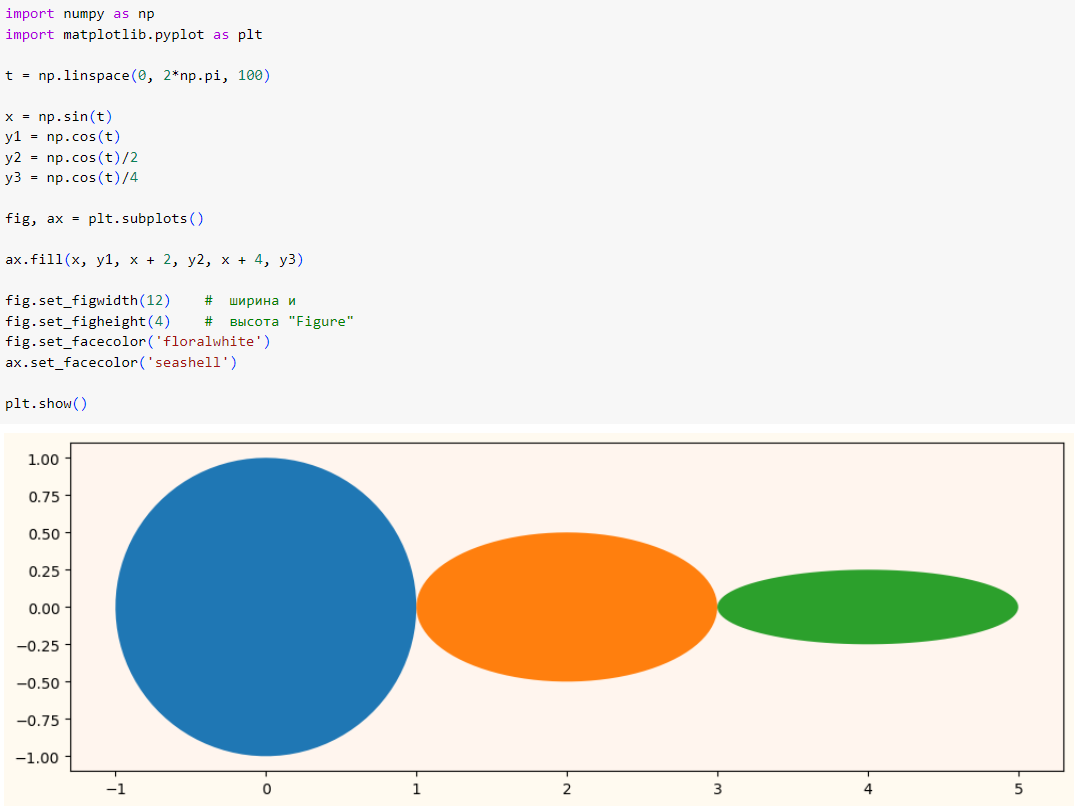 import numpy as np
import matplotlib.pyplot as plt
t = np.linspace(0, 2*np.pi, 100)
x = np.sin(t)
y1 = np.cos(t)
y2 = np.cos(t)/2
y3 = np.cos(t)/4
fig, ax = plt.subplots()
ax.fill(x, y1, x + 2, y2, x + 4, y3)
fig.set_figwidth(12)    #  ширина и
fig.set_figheight(4)    #  высота "Figure"
fig.set_facecolor('floralwhite')
ax.set_facecolor('seashell')
plt.show()
1.00
0.75
0.50
0.25
0.00
−0.25
−0.50
−0.75
−1.00
−1 0 1 2 3 4 5